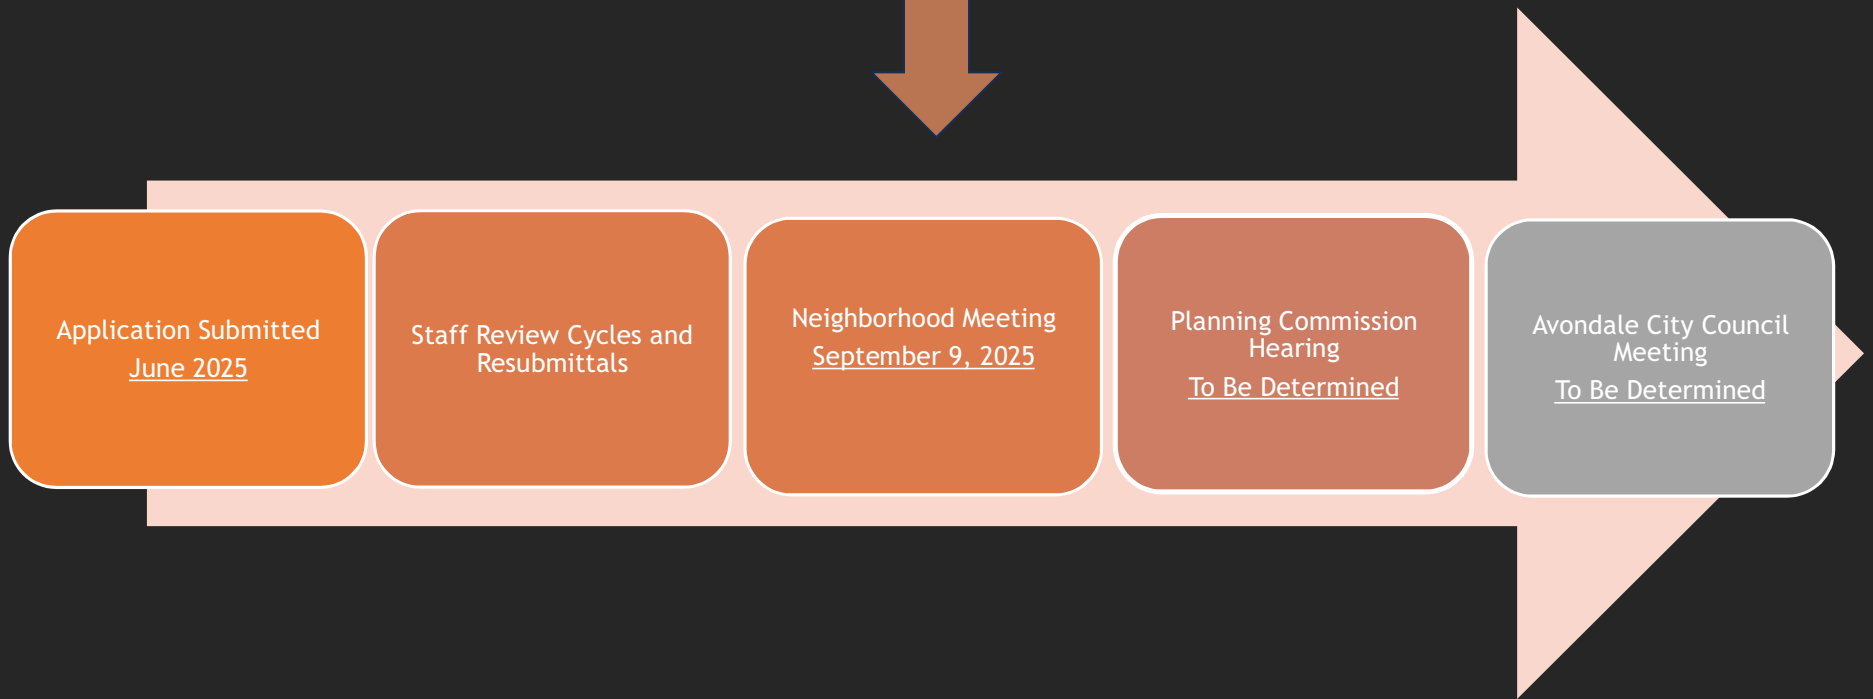 Application Submitted
June 2025
Staff Review Cycles and
Resubmittals
Neighborhood Meeting
September 9, 2025
Planning Commission
Hearing
To Be Determined
Avondale City Council
Meeting
To Be Determined